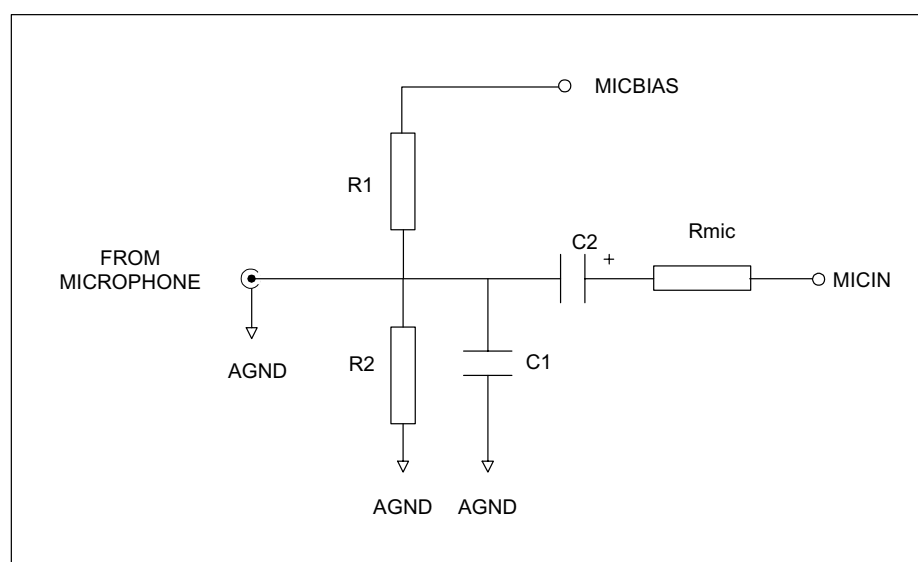 MICBIAS
R1
Rmic
C2
+
FROM
MICROPHONE
MICIN
AGND
R2
C1
AGND
AGND